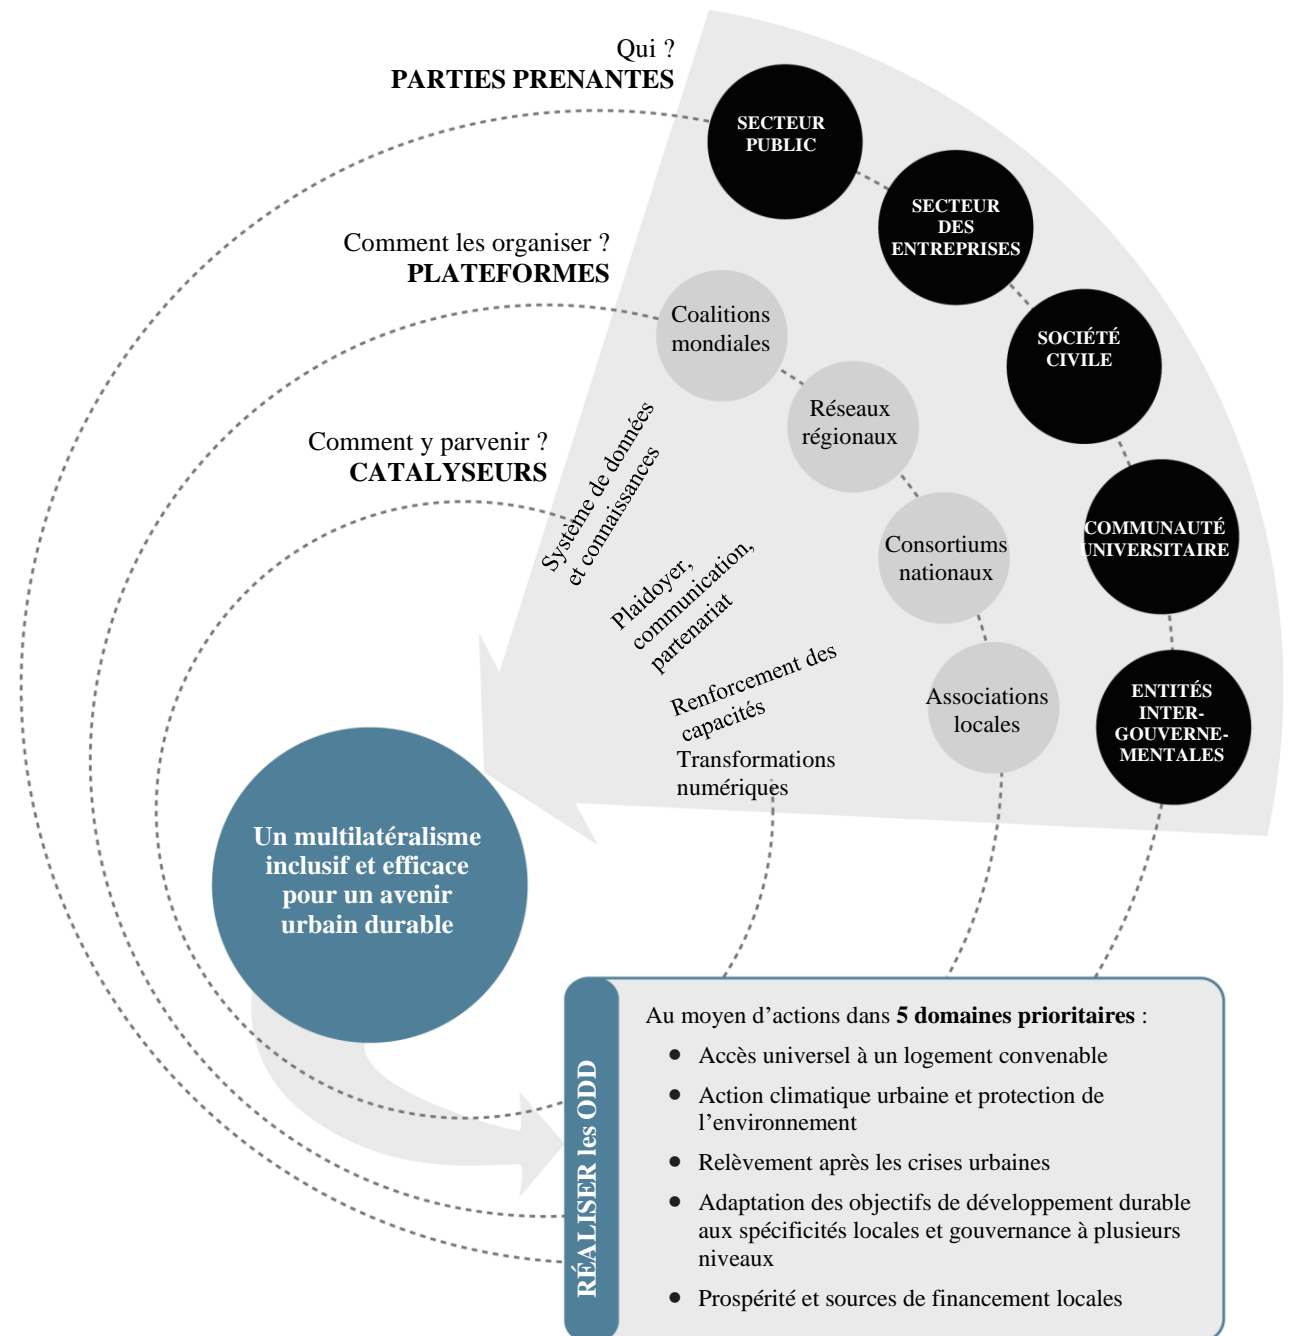 Qui ?
PARTIES PRENANTES
SECTEUR
PUBLIC
SECTEUR
DES
ENTREPRISES
SOCIÉTÉ
CIVILE
COMMUNAUTÉ
UNIVERSITAIRE
ENTITÉS
INTER-
GOUVERNE-
MENTALES
Comment les organiser ?
PLATEFORMES
Coalitions
mondiales
Réseaux
régionaux
Consortiums
nationaux
Associations
locales
Comment y parvenir ?
CATALYSEURS
Système de données
et connaissances
Plaidoyer,
communication,
partenariat
Renforcement des
capacités
Transformations
numériques
Un multilatéralisme
inclusif et efficace
pour un avenir
urbain durable
RÉALISER les ODD
Au moyen d’actions dans 5 domaines prioritaires :
• Accès universel à un logement convenable
• Action climatique urbaine et protection de
l’environnement
• Relèvement après les crises urbaines
• Adaptation des objectifs de développement durable
aux spécificités locales et gouvernance à plusieurs
niveaux
• Prospérité et sources de financement locales